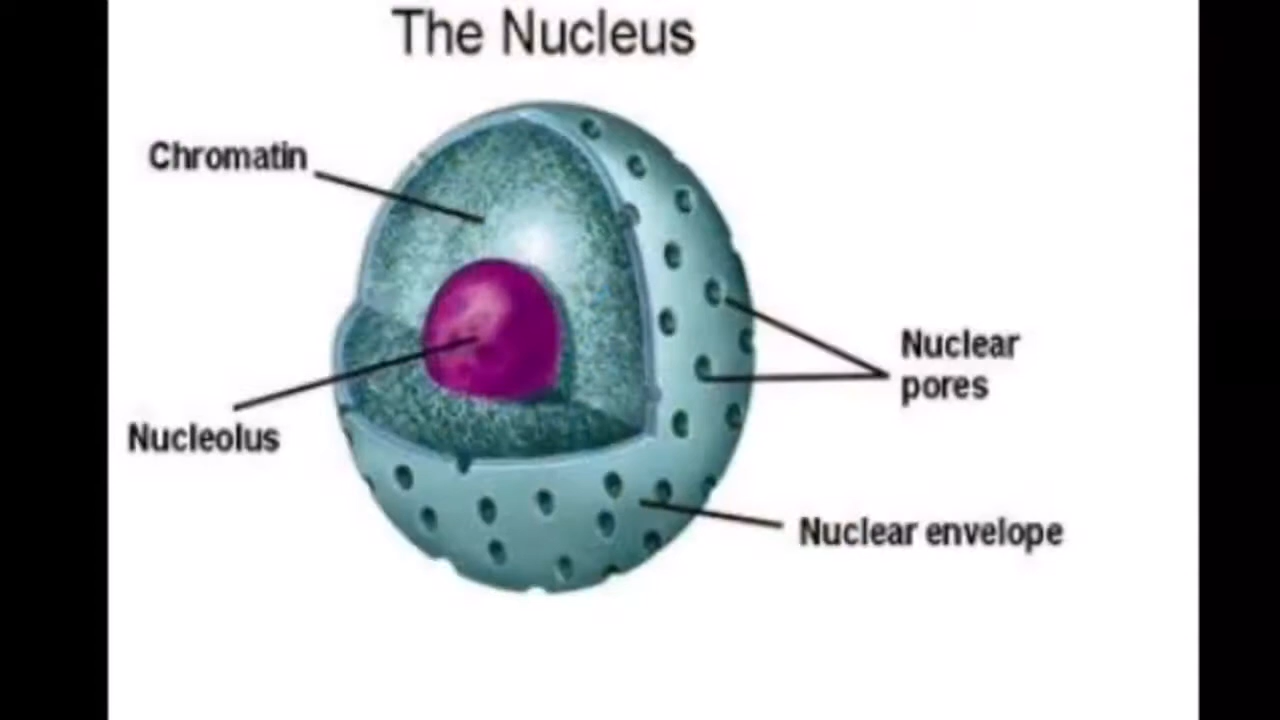 The Nucleus
Chromatin
Nuclear
pores
Nucleolus
Nuclear envelope